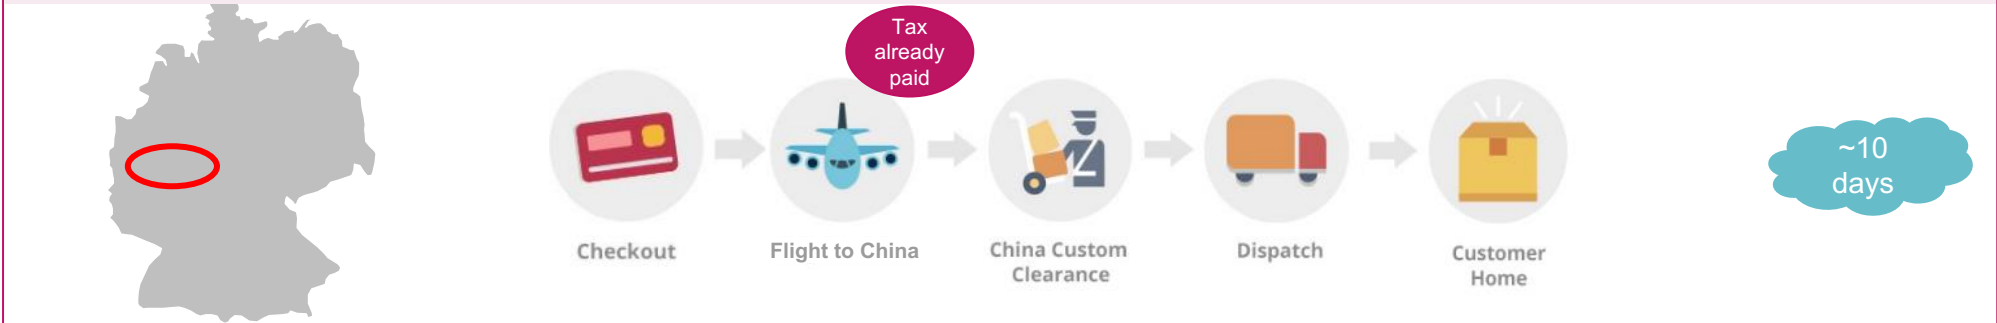 Tax
already
paid
Checkout
Flight to China
China Custom
Clearance
Dispatch
Customer
Home
~10
days